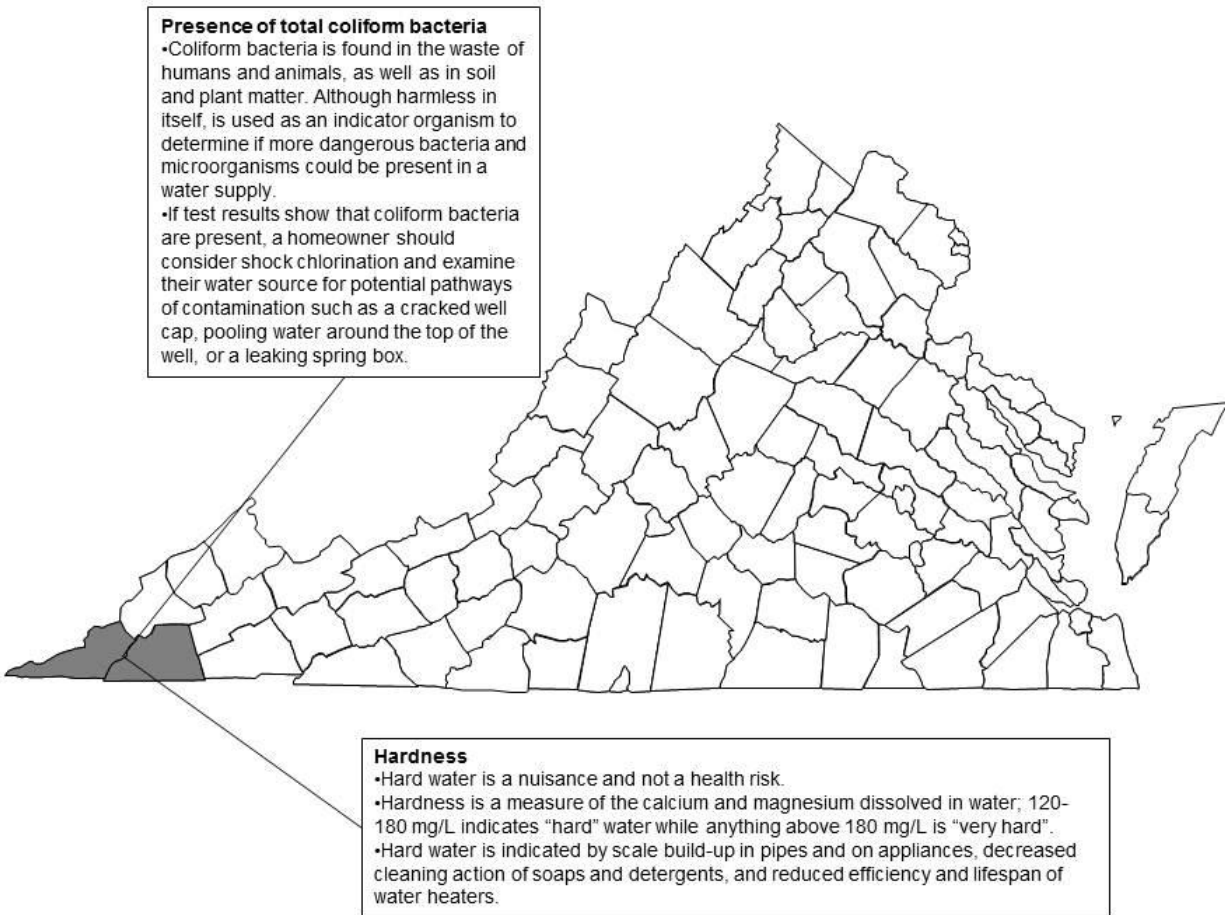 Presence of total coliform bacteria
•Coliform bacteria is found in the waste of
humans and animals, as well as in soil
and plant matter. Although harmless in
itself, is used as an indicator organism to
determine if more dangerous bacteria and
microorganisms could be present in a
water supply.
•If test results show that coliform bacteria
are present, a homeowner should
consider shock chlorination and examine
their water source for potential pathways
of contamination such as a cracked well
cap, pooling water around the top of the
well, or a leaking spring box.
Hardness
•Hard water is a nuisance and not a health risk.
•Hardness is a measure of the calcium and magnesium dissolved in water; 120-
180 mg/L indicates “hard” water while anything above 180 mg/L is “very hard”.
•Hard water is indicated by scale build-up in pipes and on appliances, decreased
cleaning action of soaps and detergents, and reduced efficiency and lifespan of
water heaters.